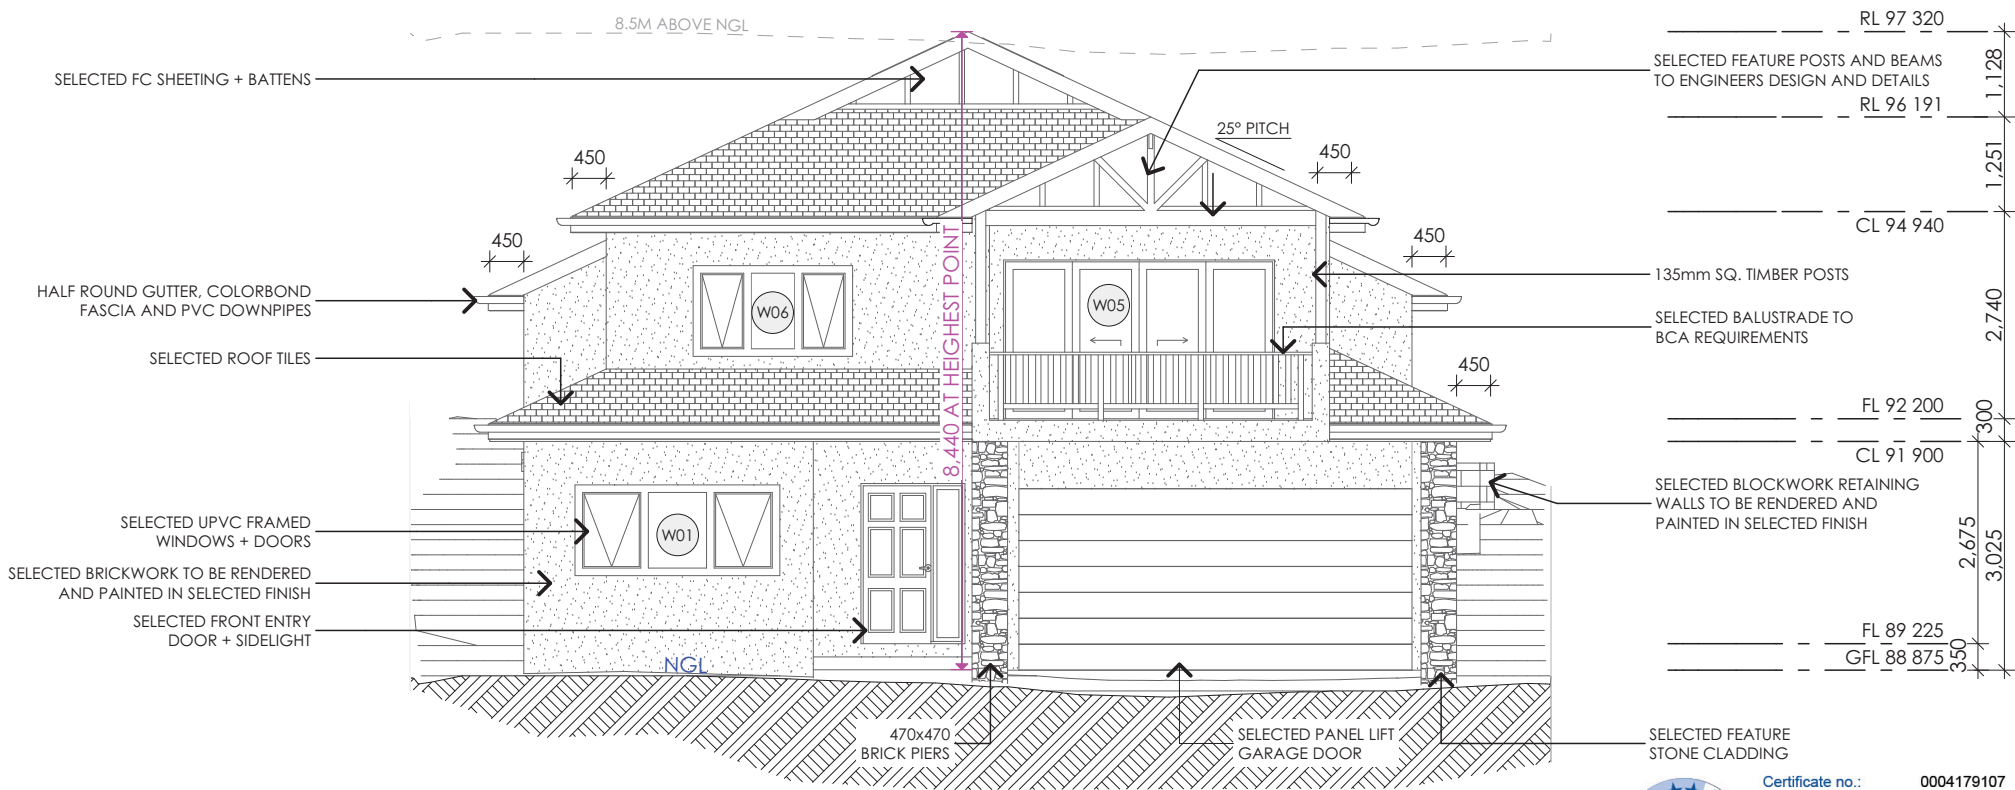 8.5M ABOVE NGL
RL 97 320
SELECTED FC SHEETING + BATTENS
SELECTED FEATURE POSTS AND BEAMS
TO ENGINEERS DESIGN AND DETAILS
1,128
RL 96 191
25° PITCH
450
450
1,251
CL 94 940
450
450
HALF ROUND GUTTER, COLORBOND
FASCIA AND PVC DOWNPIPES
W06
W05
135mm SQ. TIMBER POSTS
2,740
SELECTED BALUSTRADE TO
BCA REQUIREMENTS
SELECTED ROOF TILES
8,440 AT HEIGHEST POINT
450
FL 92 200
300
CL 91 900
SELECTED BLOCKWORK RETAINING
WALLS TO BE RENDERED AND
PAINTED IN SELECTED FINISH
SELECTED UPVC FRAMED
WINDOWS + DOORS
W01
2,675
3,025
SELECTED BRICKWORK TO BE RENDERED
AND PAINTED IN SELECTED FINISH
SELECTED FRONT ENTRY
DOOR + SIDELIGHT
FL 89 225
NGL
GFL 88 875
350
470x470
BRICK PIERS
SELECTED PANEL LIFT
GARAGE DOOR
SELECTED FEATURE
STONE CLADDING
Certificate no.: 0004179107